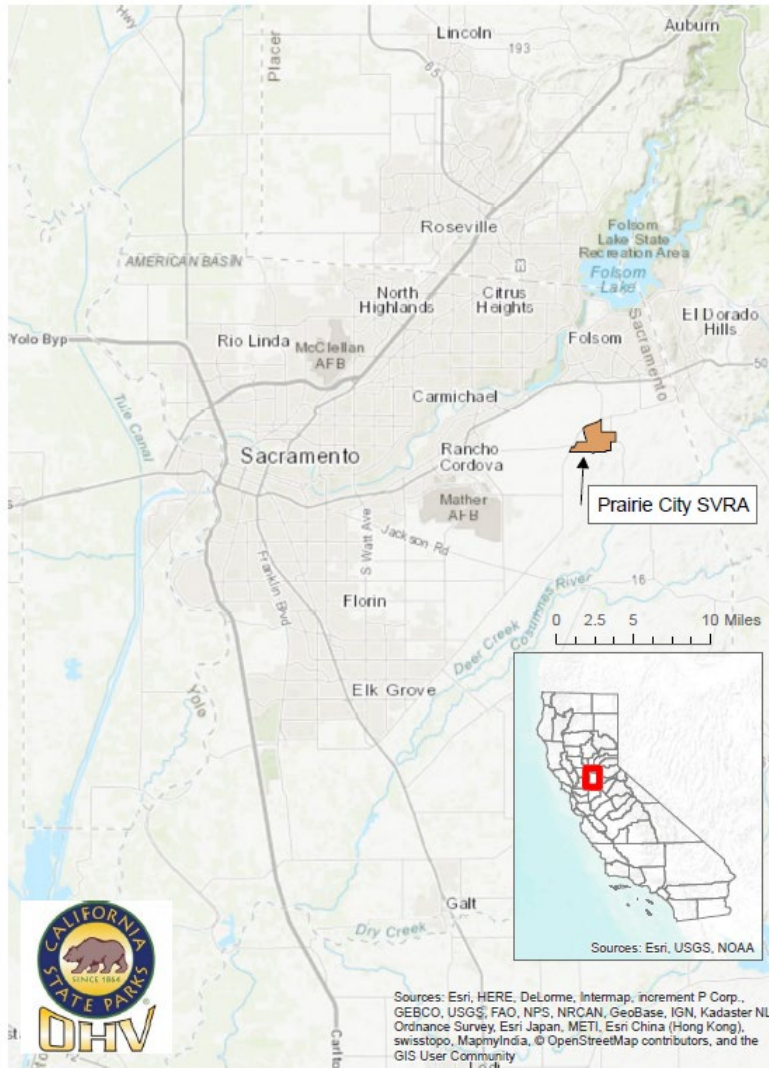 Hwy
Placer
Lincoln
193
Auburn
65
Roseville
Folsom
Lake State
Recreation Area
Folsom
Lake
AMERICAN BASIN
North
Highlands
Citrus
Heights
Sacramento
El Dorado
Hills
Yolo Byp
Rio Linda
McClellan
AFB
Folsom
50
Tule Canal
Carmichael
Sacramento
Rancho
Cordova
Prairie City SVRA
Mather
AFB
S Watt Ave
Jackson Rd
Franklin Blvd
Florin
Deer Creek
Cosumnes River
16
0 2.5 5 10 Miles
Yolo
Elk Grove
Galt
Dry Creek
Sources: Esri, USGS, NOAA
CALIFORNIA
SINCE 1864
STATE PARKS
OHV
Sources: Esri, HERE, DeLorme, Intermap, increment P Corp.,
GEBCO, USGS, FAO, NPS, NRCAN, GeoBase, IGN, Kadaster NL,
Ordnance Survey, Esri Japan, METI, Esri China (Hong Kong),
swisstopo, MapmyIndia, © OpenStreetMap contributors, and the
GIS User Community